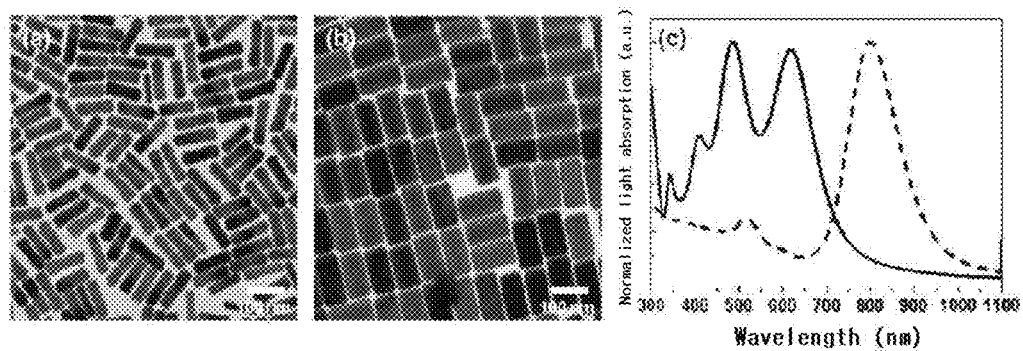 (a)
(b)
(c)
Normalized light absorption (a.u.)
300 400 500 600 700 800 900 1000 1100
Wavelength (nm)